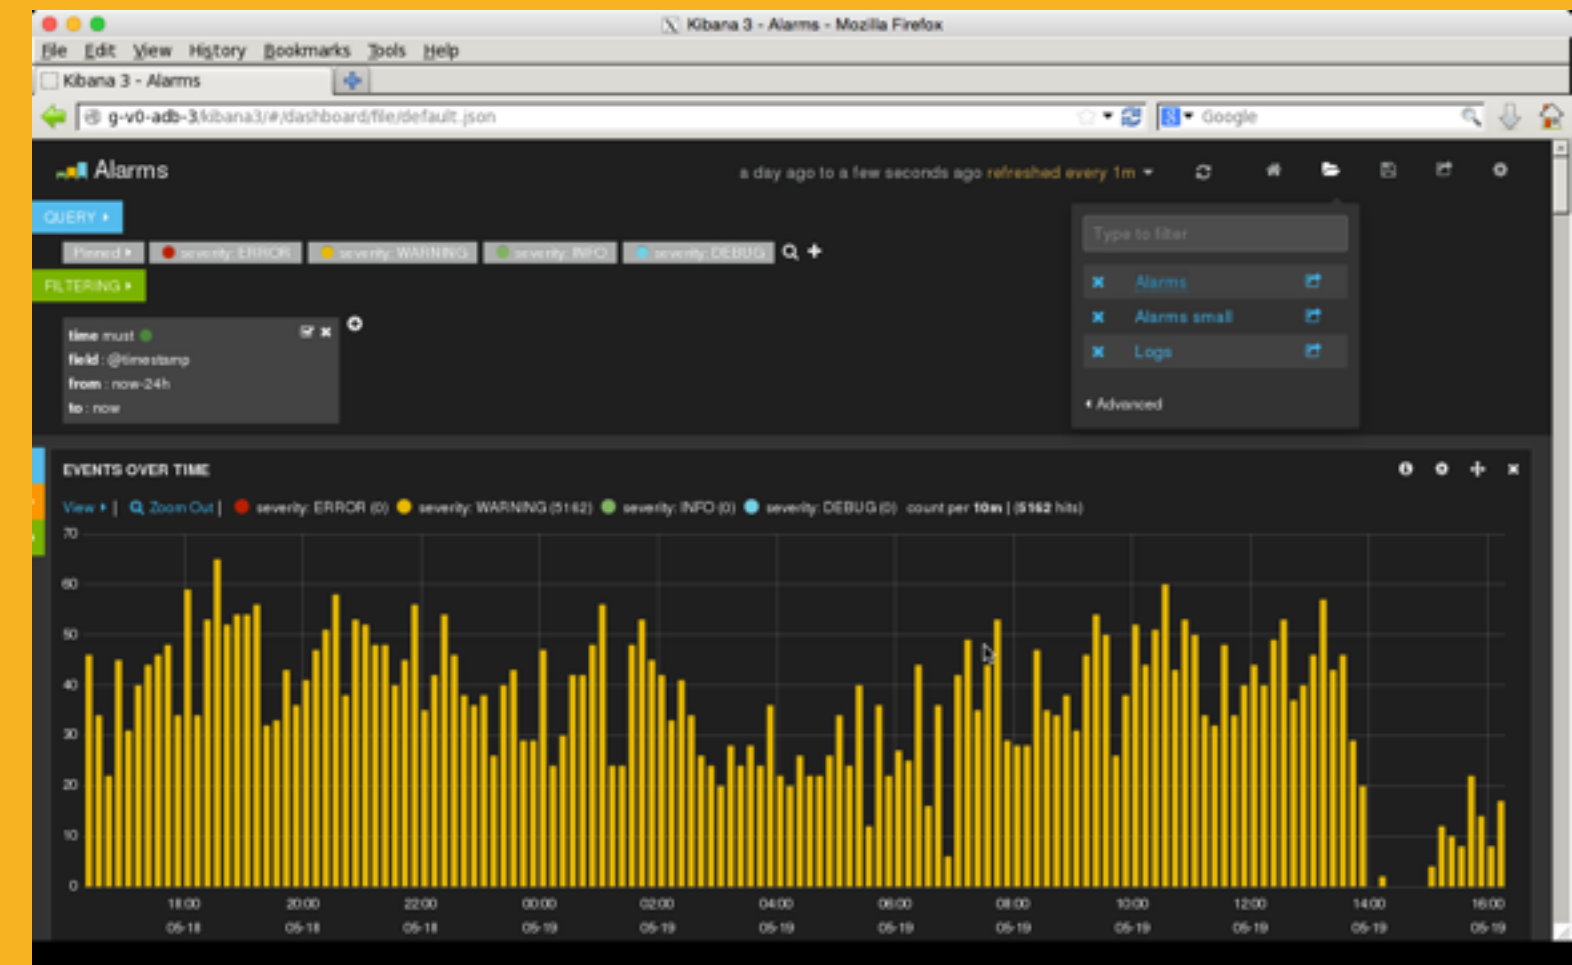 Kibana 3 - Alarms - Mozilla Firefox
File Edit View History Bookmarks Tools Help
Kibana 3 - Alarms
g-v0-adb-3/kibana3/#/dashboard/file/default.json
Google
Alarms
a day ago to a few seconds ago refreshed every 1m
QUERY
Pinned severity: ERROR severity: WARNING severity: INFO severity: DEBUG
FILTERING
time must
field : @timestamp
from : now-24h
to : now
Type to filter
Alarms
Alarms small
Logs
Advanced
EVENTS OVER TIME
View | Zoom Out | severity: ERROR (0) severity: WARNING (5162) severity: INFO (0) severity: DEBUG (0) count per 10m | (5162 hits)
70
60
50
40
30
20
10
0
18:00 20:00 22:00 00:00 02:00 04:00 06:00 08:00 10:00 12:00 14:00 16:00
05-18 05-18 05-18 05-19 05-19 05-19 05-19 05-19 05-19 05-19 05-19 05-19